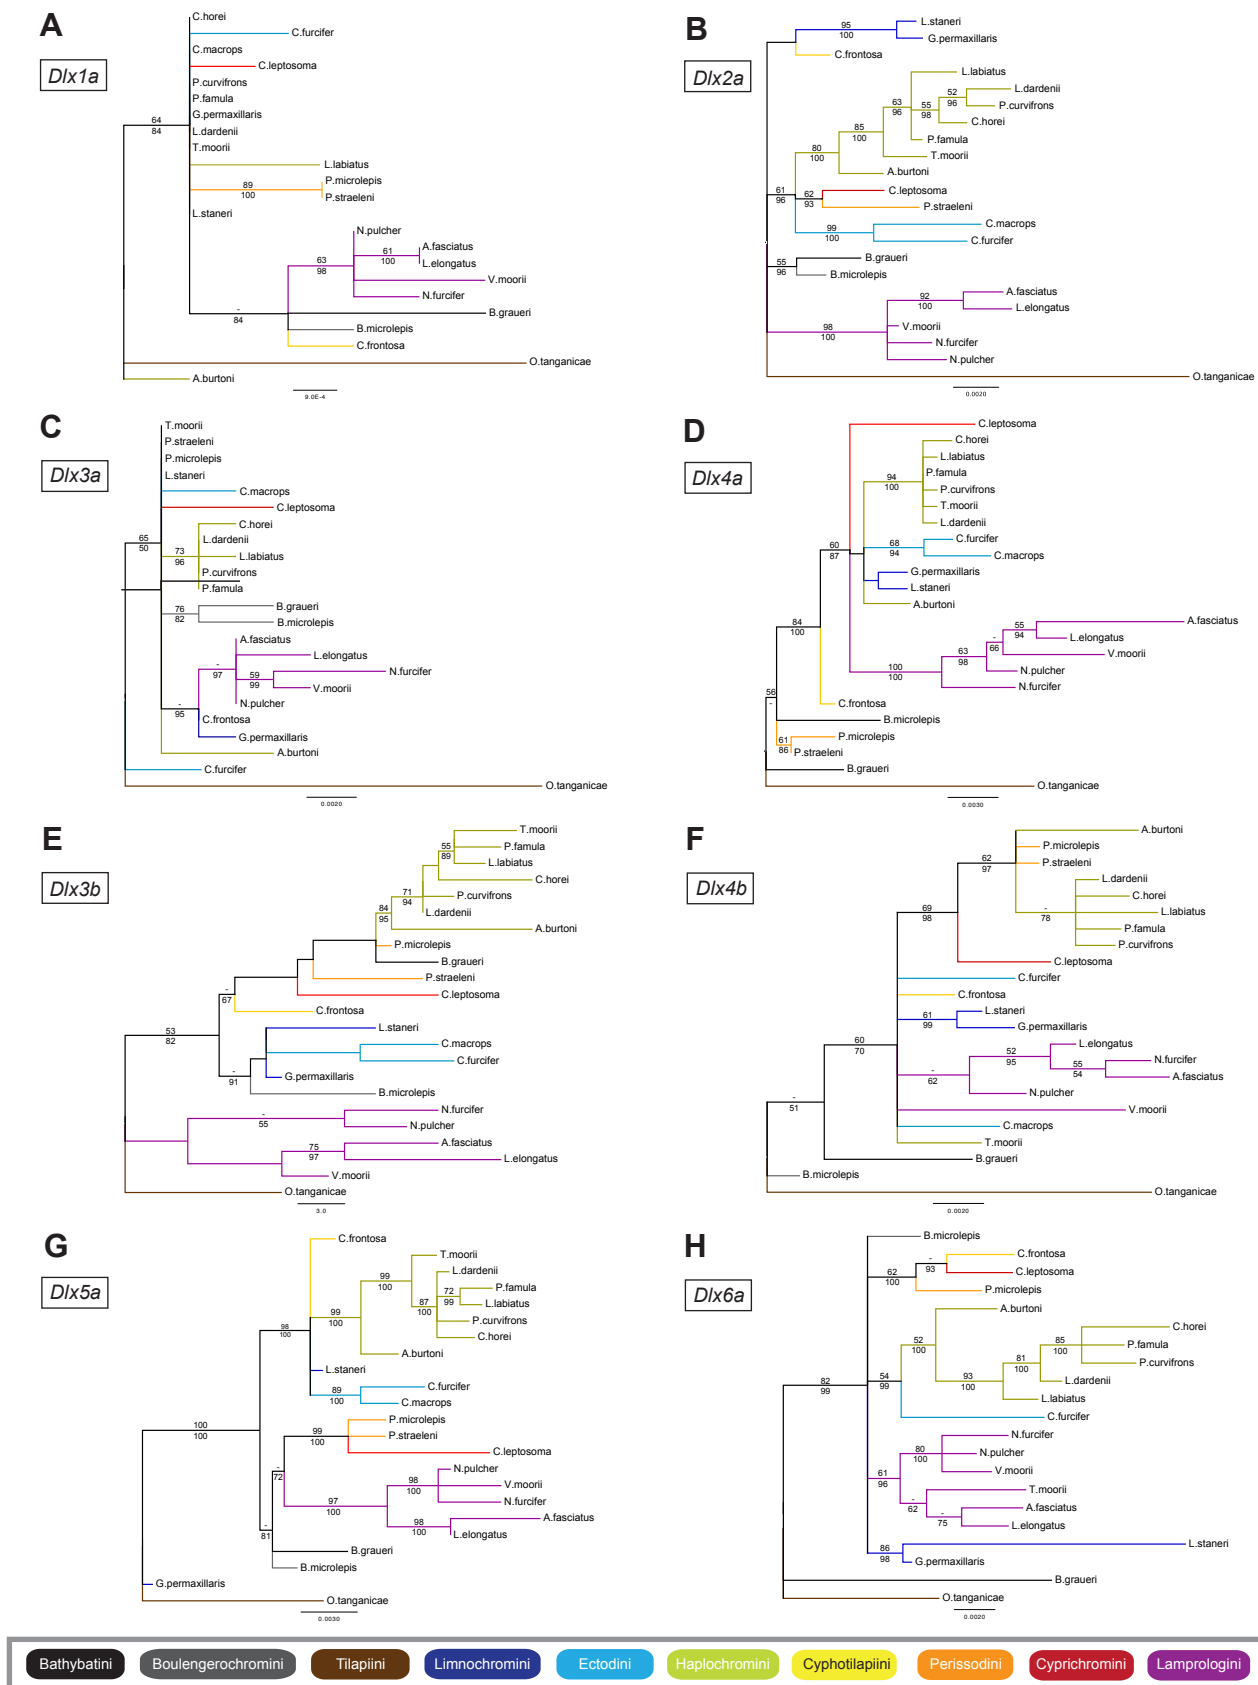 A
Dlx1a
C.horei
C.furcifer
C.macrops
C.leptosoma
P.curvifrons
P.famula
G.permaxillaris
L.dardenii
T.moorii
64
84
L.labiatus
P.microlepis
89
100
P.straeleni
L.staneri
N.pulcher
A.fasciatus
61
100
L.elongatus
63
98
V.moorii
N.furcifer
-
84
B.graueri
B.microlepis
C.frontosa
O.tanganicae
A.burtoni
9.0E-4
B
Dlx2a
L.staneri
95
100
G.permaxillaris
C.frontosa
L.labiatus
L.dardenii
52
96
P.curvifrons
63
96
55
98
C.horei
85
100
P.famula
T.moorii
80
100
A.burtoni
61
96
C.leptosoma
62
93
P.straeleni
C.macrops
99
100
C.furcifer
B.graueri
55
96
B.microlepis
A.fasciatus
92
100
L.elongatus
98
100
V.moorii
N.furcifer
N.pulcher
O.tanganicae
0.0020
C
Dlx3a
T.moorii
P.straeleni
P.microlepis
L.staneri
C.macrops
C.leptosoma
C.horei
65
50
L.dardenii
73
96
L.labiatus
P.curvifrons
P.famula
B.graueri
76
82
B.microlepis
A.fasciatus
L.elongatus
-
97
N.furcifer
59
99
V.moorii
N.pulcher
-
95
C.frontosa
G.permaxillaris
A.burtoni
C.furcifer
O.tanganicae
0.0020
D
Dlx4a
C.leptosoma
C.horei
L.labiatus
94
100
P.famula
P.curvifrons
T.moorii
L.dardenii
60
87
C.furcifer
68
94
C.macrops
G.permaxillaris
L.staneri
A.burtoni
84
100
A.fasciatus
55
94
L.elongatus
-
66
V.moorii
63
98
N.pulcher
100
100
N.furcifer
56
-
C.frontosa
B.microlepis
P.microlepis
61
86
P.straeleni
B.graueri
O.tanganicae
0.0030
E
Dlx3b
T.moorii
P.famula
55
89
L.labiatus
C.horei
71
94
P.curvifrons
L.dardenii
84
95
A.burtoni
P.microlepis
B.graueri
P.straeleni
C.leptosoma
-
67
C.frontosa
53
82
L.staneri
C.macrops
C.furcifer
-
91
G.permaxillaris
B.microlepis
N.furcifer
-
55
N.pulcher
A.fasciatus
75
97
L.elongatus
V.moorii
O.tanganicae
3.0
F
Dlx4b
A.burtoni
P.microlepis
62
97
P.straeleni
L.dardenii
C.horei
-
78
L.labiatus
P.famula
P.curvifrons
69
98
C.leptosoma
C.furcifer
C.frontosa
L.staneri
61
99
G.permaxillaris
60
70
L.elongatus
52
95
N.furcifer
55
54
A.fasciatus
-
62
N.pulcher
V.moorii
-
51
C.macrops
T.moorii
B.graueri
B.microlepis
O.tanganicae
0.0020
G
Dlx5a
C.frontosa
T.moorii
L.dardenii
99
100
P.famula
72
99
L.labiatus
87
100
P.curvifrons
C.horei
99
100
A.burtoni
98
100
L.staneri
C.furcifer
89
100
C.macrops
P.microlepis
99
100
P.straeleni
C.leptosoma
100
100
-
72
N.pulcher
98
100
V.moorii
N.furcifer
97
100
A.fasciatus
98
100
L.elongatus
-
81
B.graueri
B.microlepis
G.permaxillaris
O.tanganicae
0.0030
H
Dlx6a
B.microlepis
C.frontosa
-
93
C.leptosoma
62
100
P.microlepis
A.burtoni
C.horei
52
100
85
100
P.famula
81
100
P.curvifrons
54
99
93
100
L.dardenii
L.labiatus
82
99
C.furcifer
N.furcifer
80
100
N.pulcher
V.moorii
61
96
T.moorii
-
62
A.fasciatus
-
75
L.elongatus
L.staneri
86
98
G.permaxillaris
B.graueri
O.tanganicae
0.0020
Bathybatini Boulengerochromini Tilapiini Limnochromini Ectodini Haplochromini Cyphotilapiini Perissodini Cyprichromini Lamprologini